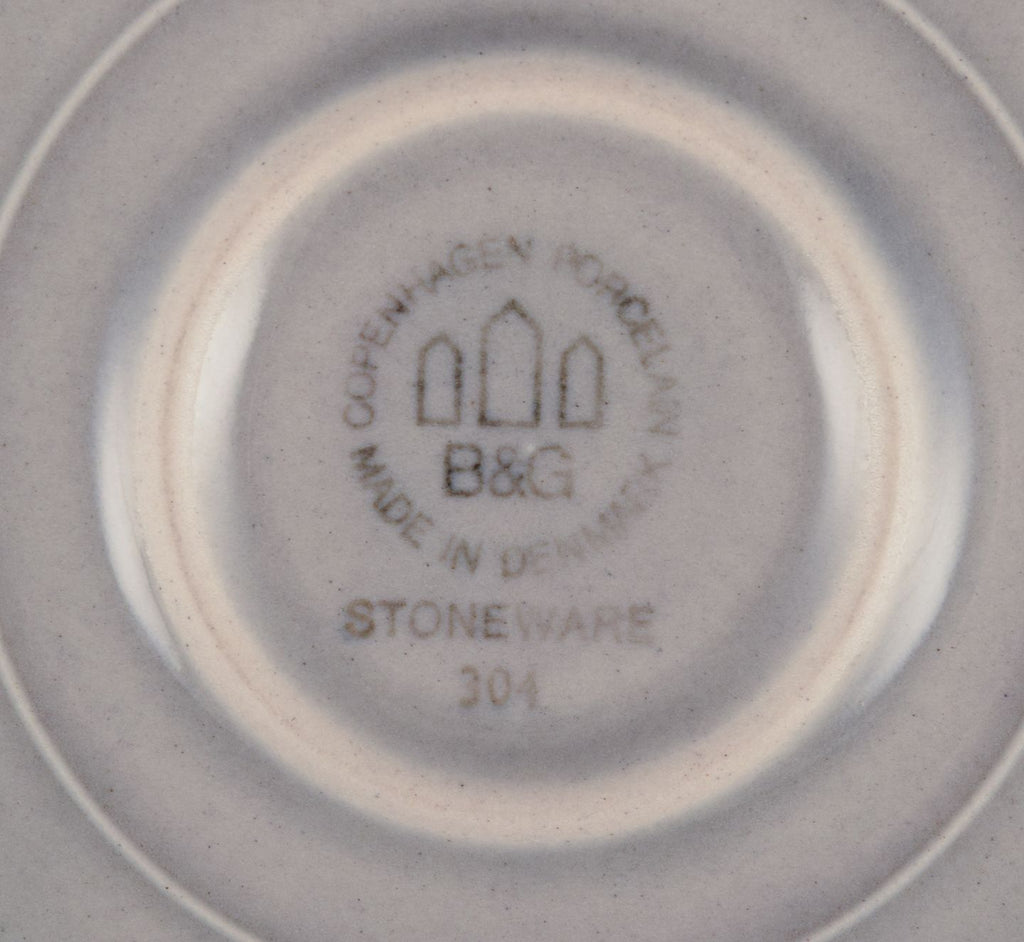 COPENHAGEN PORCELAIN
B&G
MADE IN DENMARK
STONEWARE
304